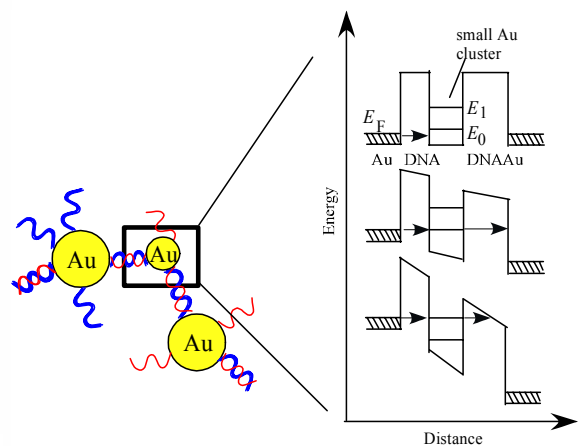 small Au
cluster
E1
EF
E0
Au DNA DNAAu
Energy
Au
Au
Au
Distance